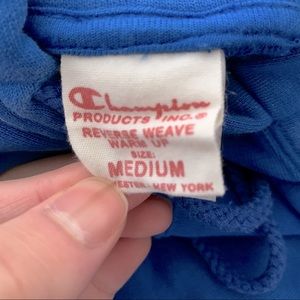 Champion
PRODUCTS INC.®
REVERSE WEAVE
WARM UP
SIZE:
MEDIUM
NEW YORK